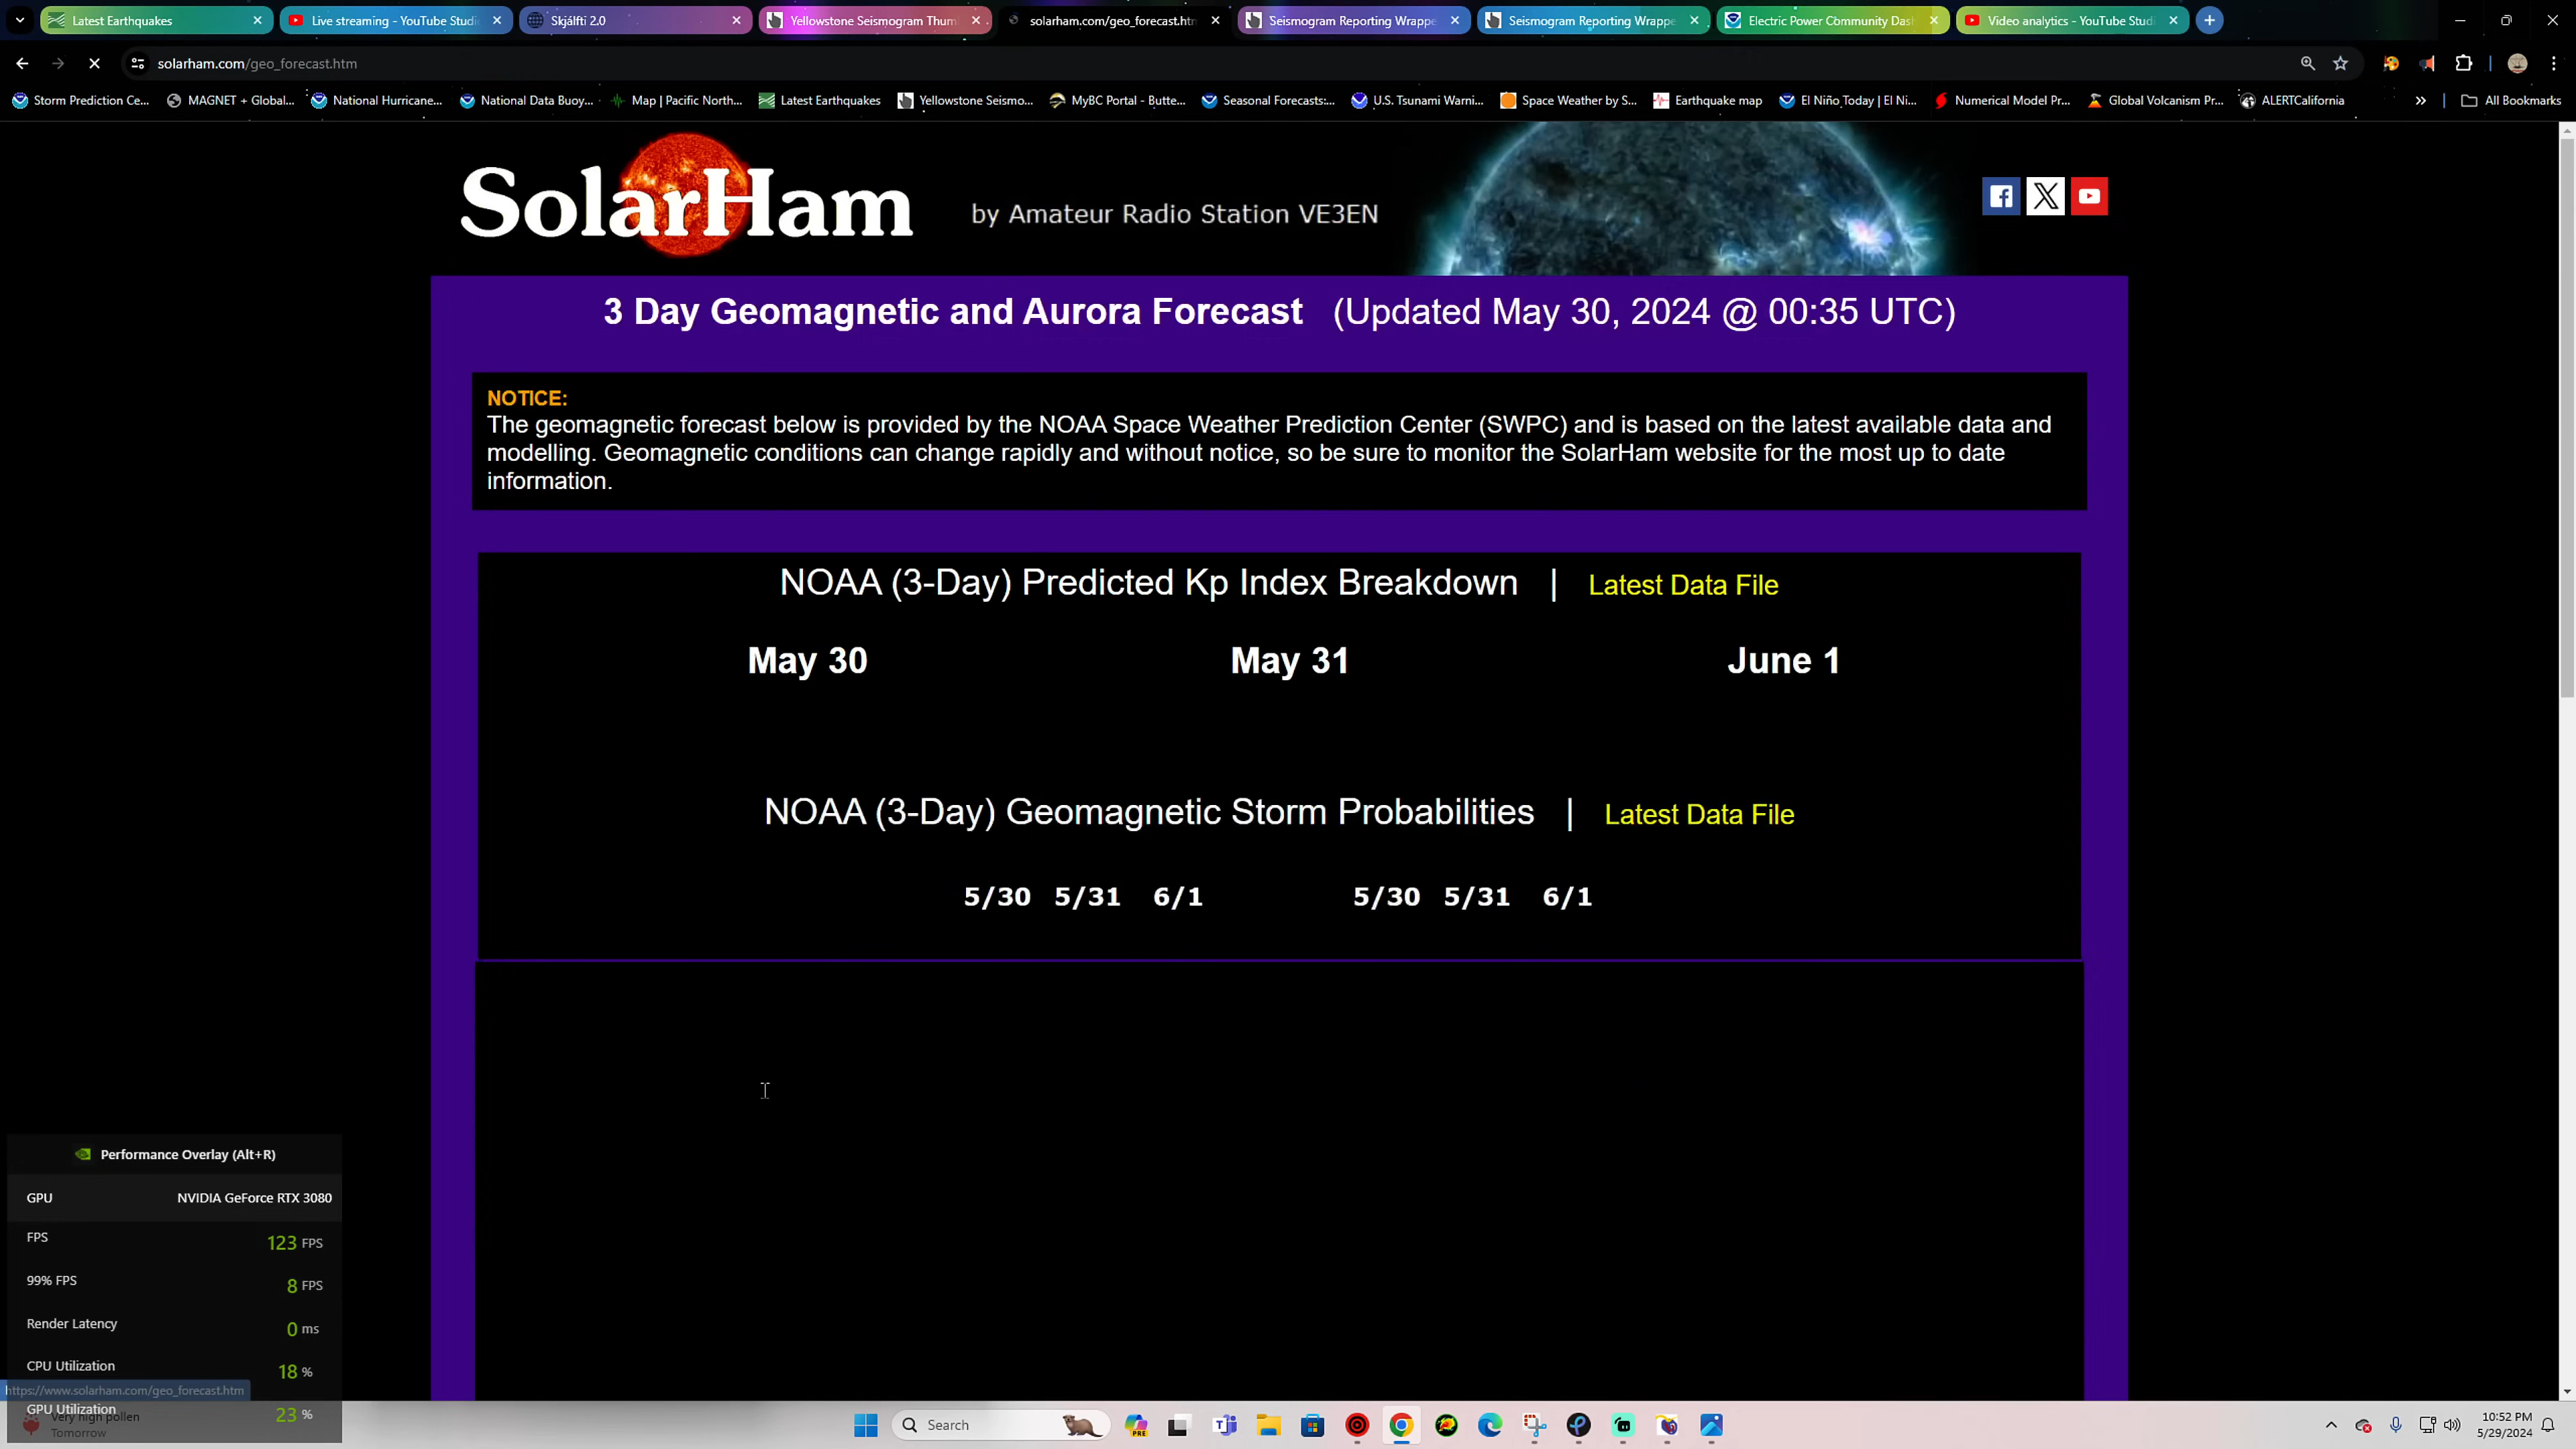 Latest Earthquakes
Live streaming - YouTube Studi
Skjálfti 2.0
Yellowstone Seismogram Thum
solarham.com/geo_forecast.htm
Seismogram Reporting Wrappe
Seismogram Reporting Wrappe
Electric Power Community Das
Video analytics - YouTube Studi
solarham.com/geo_forecast.htm
Storm Prediction Ce...
MAGNET + Global...
National Hurricane...
National Data Buoy...
Map | Pacific North...
Latest Earthquakes
Yellowstone Seismo...
MyBC Portal - Butte...
Seasonal Forecasts:...
U.S. Tsunami Warni...
Space Weather by S...
Earthquake map
El Niño Today | El Ni...
Numerical Model Pr...
Global Volcanism Pr...
ALERTCalifornia
All Bookmarks
SolarHam
by Amateur Radio Station VE3EN
3 Day Geomagnetic and Aurora Forecast (Updated May 30, 2024 @ 00:35 UTC)
NOTICE:
The geomagnetic forecast below is provided by the NOAA Space Weather Prediction Center (SWPC) and is based on the latest available data and
modelling. Geomagnetic conditions can change rapidly and without notice, so be sure to monitor the SolarHam website for the most up to date
information.
NOAA (3-Day) Predicted Kp Index Breakdown | Latest Data File
May 30 May 31 June 1
NOAA (3-Day) Geomagnetic Storm Probabilities | Latest Data File
5/30 5/31 6/1 5/30 5/31 6/1
Performance Overlay (Alt+R)
GPU NVIDIA GeForce RTX 3080
FPS 123 FPS
99% FPS 8 FPS
Render Latency 0 ms
CPU Utilization 18 %
https://www.solarham.com/geo_forecast.htm
GPU Utilization 23 %
Very high pollen
Tomorrow
Search
PRE
10:52 PM
5/29/2024